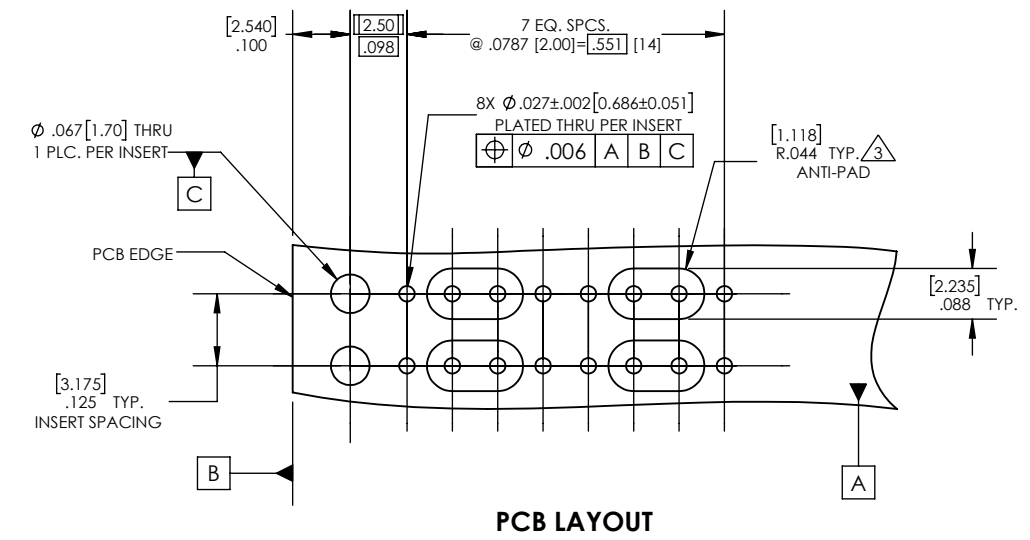 [2.540]
.100
[2.50]
.098
7 EQ. SPCS.
@ .0787 [2.00]= .551 [14]
8X Ø .027±.002[0.686±0.051]
PLATED THRU PER INSERT
⌖ Ø .006 A B C
Ø .067[1.70] THRU
1 PLC. PER INSERT
C
[1.118]
R.044 TYP. 3
ANTI-PAD
PCB EDGE
[2.235]
.088 TYP.
[3.175]
.125 TYP.
INSERT SPACING
B
A
PCB LAYOUT